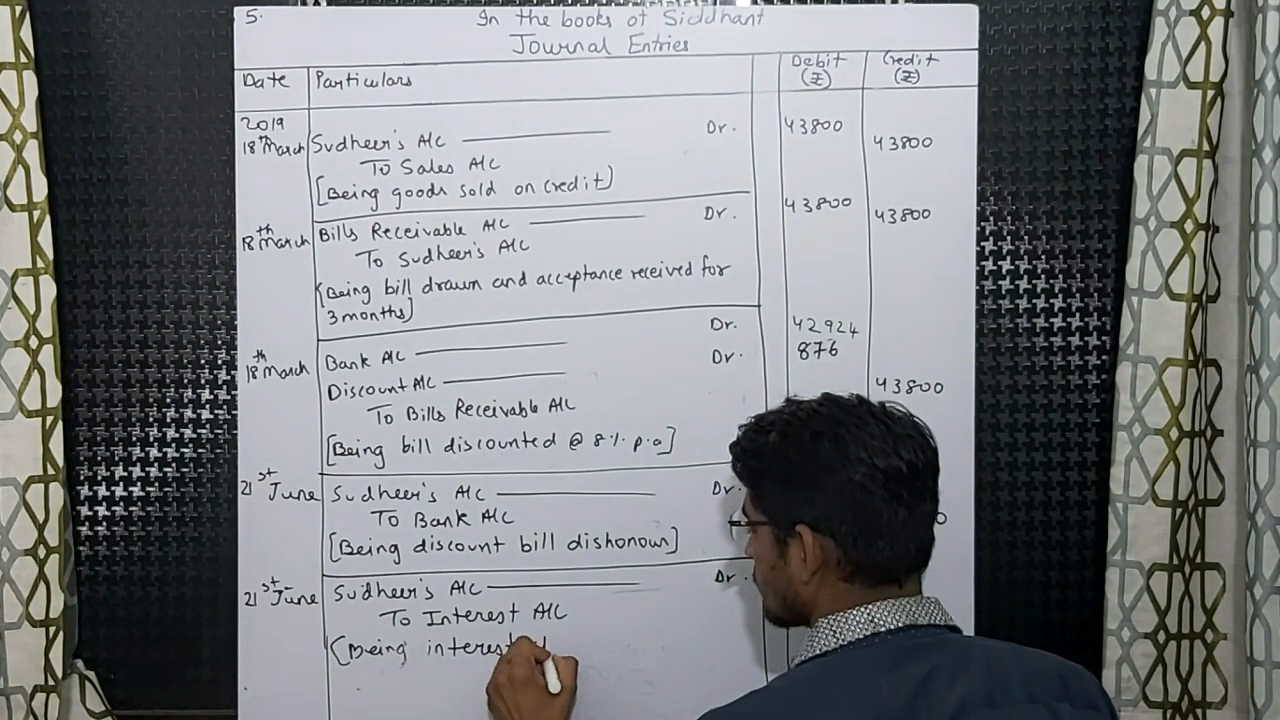 5.
In the books of Siddhant
Journal Entries
Date Particulars Debit (₹) Credit (₹)
2019
18th March Sudheer's A/C Dr. 43800
To Sales A/C 43800
[Being goods sold on credit]
18th March Bills Receivable A/C Dr. 43800
To Sudheer's A/C 43800
[Being bill drawn and acceptance received for
3 months]
18th March Bank A/C Dr. 42924
Discount A/C Dr. 876
To Bills Receivable A/C 43800
[Being bill discounted @ 8% p.a]
21st June Sudheer's A/C Dr.
To Bank A/C
[Being discount bill dishonour]
21st June Sudheer's A/C Dr.
To Interest A/C
[Being interest